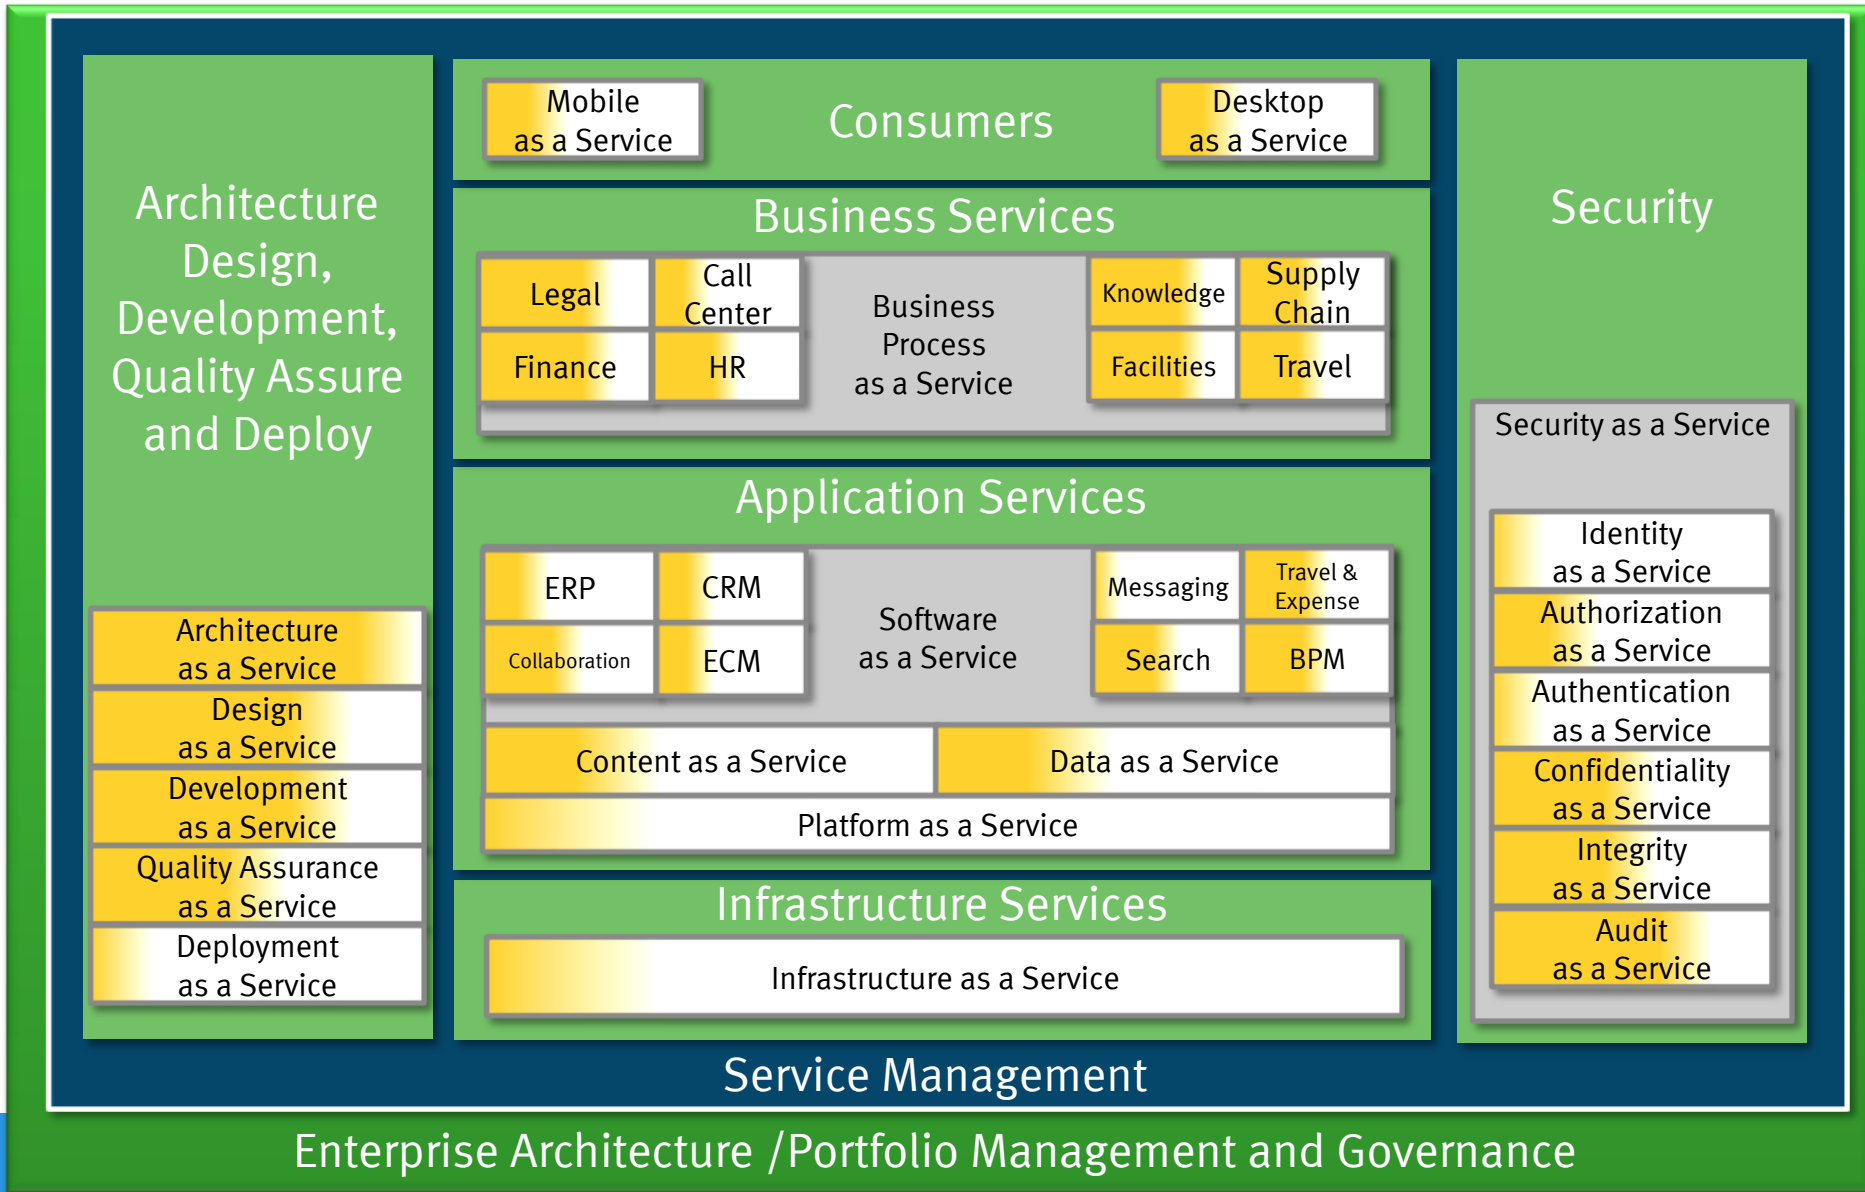 Architecture
Design,
Development,
Quality Assure
and Deploy
Architecture
as a Service
Design
as a Service
Development
as a Service
Quality Assurance
as a Service
Deployment
as a Service
Mobile
as a Service
Consumers
Desktop
as a Service
Business Services
Legal
Call
Center
Finance
HR
Business
Process
as a Service
Knowledge
Supply
Chain
Facilities
Travel
Application Services
ERP
CRM
Collaboration
ECM
Software
as a Service
Messaging
Travel &
Expense
Search
BPM
Content as a Service
Data as a Service
Platform as a Service
Infrastructure Services
Infrastructure as a Service
Security
Security as a Service
Identity
as a Service
Authorization
as a Service
Authentication
as a Service
Confidentiality
as a Service
Integrity
as a Service
Audit
as a Service
Service Management
Enterprise Architecture /Portfolio Management and Governance